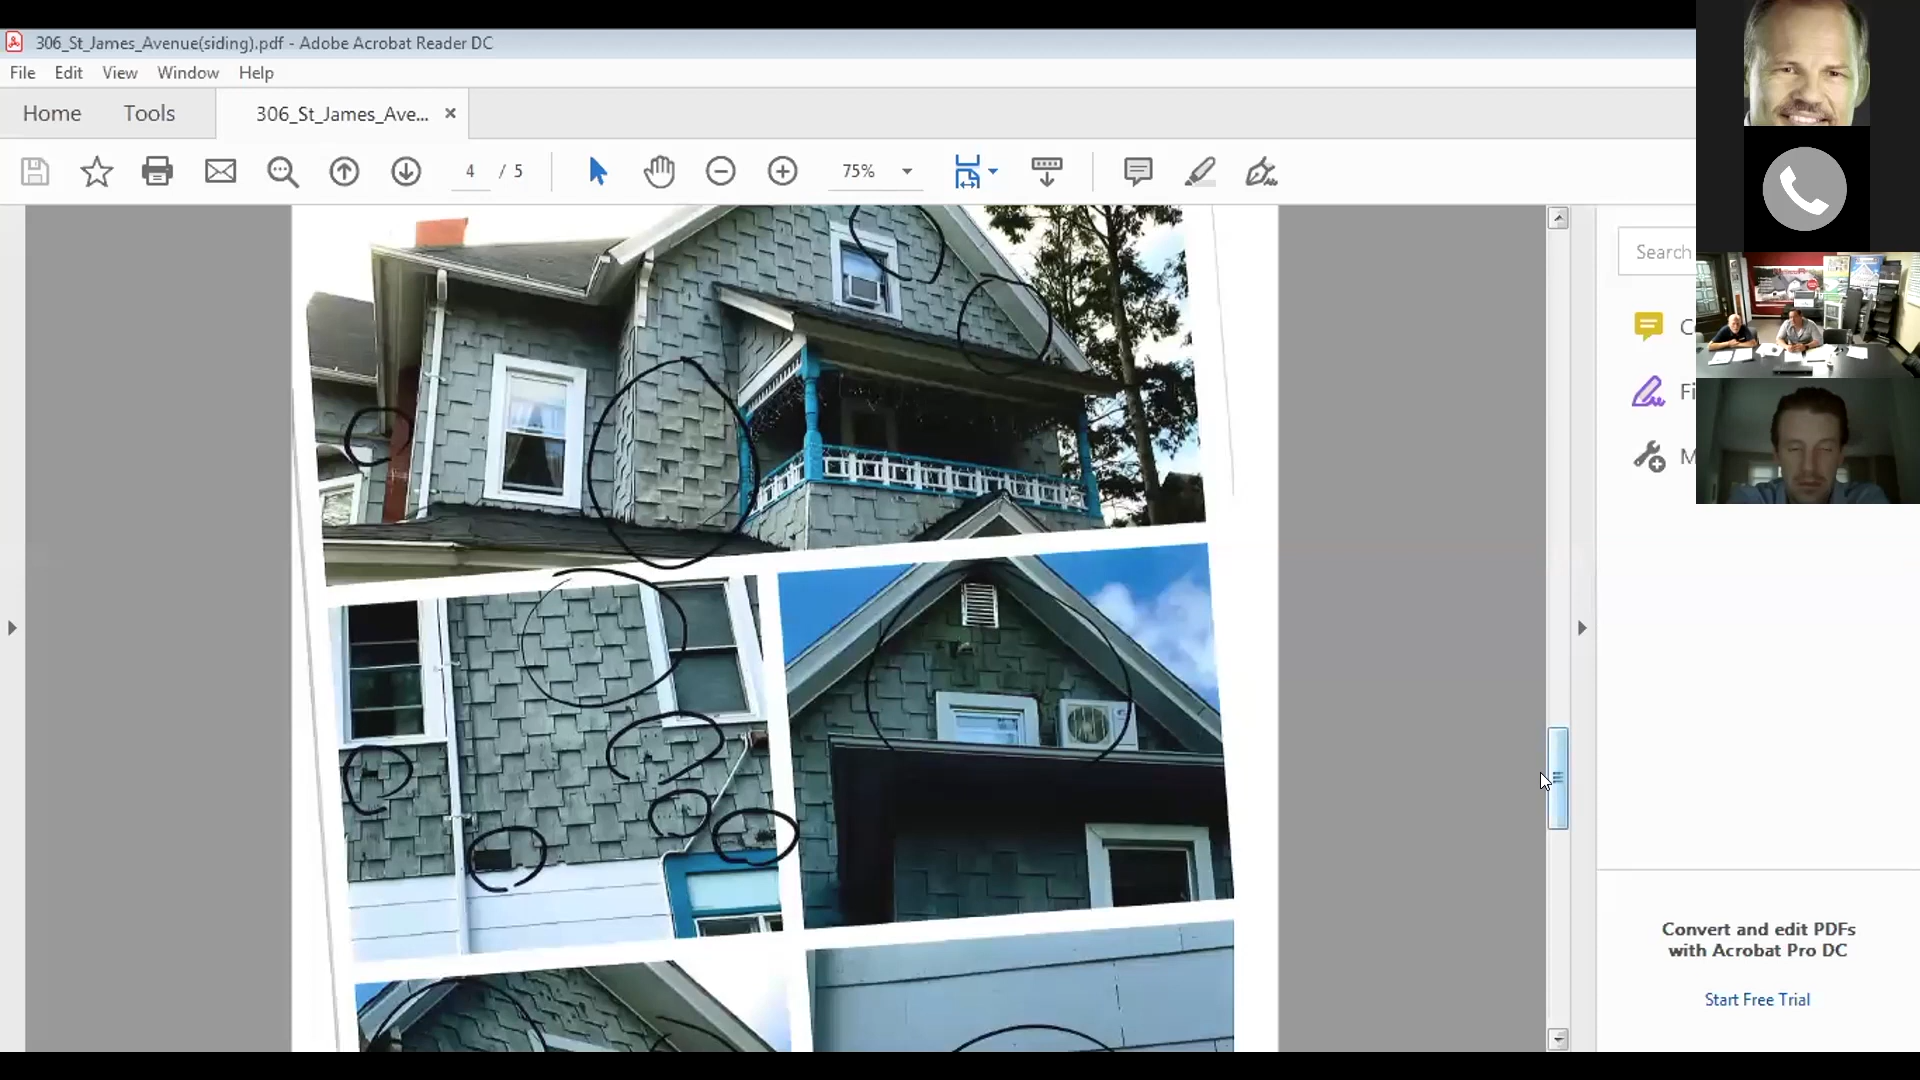 306_St_James_Avenue(siding).pdf - Adobe Acrobat Reader DC
File Edit View Window Help
Home Tools 306_St_James_Ave... ×
4 / 5 75%
Search
C
Fi
M
Convert and edit PDFs
with Acrobat Pro DC
Start Free Trial